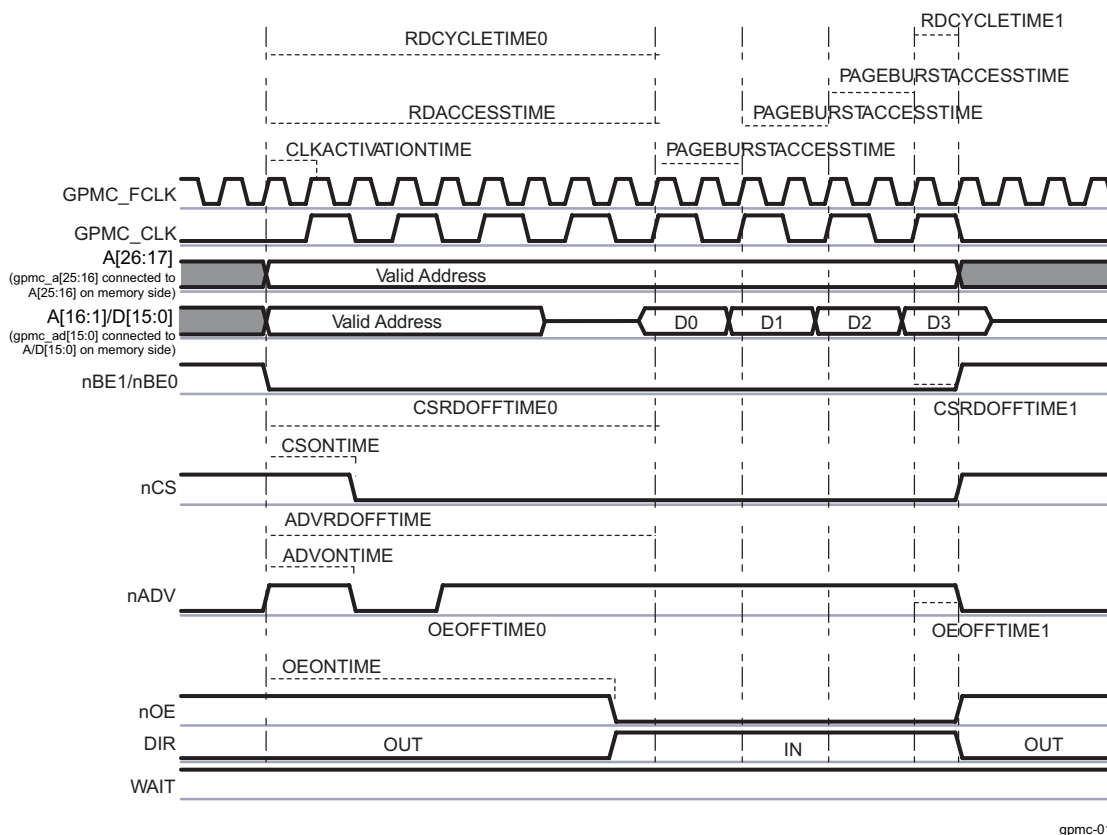 RDCYCLETIME1
RDCYCLETIME0
PAGEBURSTACCESSTIME
RDACCESSTIME
PAGEBURSTACCESSTIME
CLKACTIVATIONTIME
PAGEBURSTACCESSTIME
GPMC_FCLK
GPMC_CLK
A[26:17]
(gpmc_a[25:16] connected to
A[25:16] on memory side)
Valid Address
A[16:1]/D[15:0]
(gpmc_ad[15:0] connected to
A/D[15:0] on memory side)
Valid Address
D0
D1
D2
D3
nBE1/nBE0
CSRDOFFTIME0
CSRDOFFTIME1
CSONTIME
nCS
ADVRDOFFTIME
ADVONTIME
nADV
OEOFFTIME0
OEOFFTIME1
OEONTIME
nOE
DIR
OUT
IN
OUT
WAIT